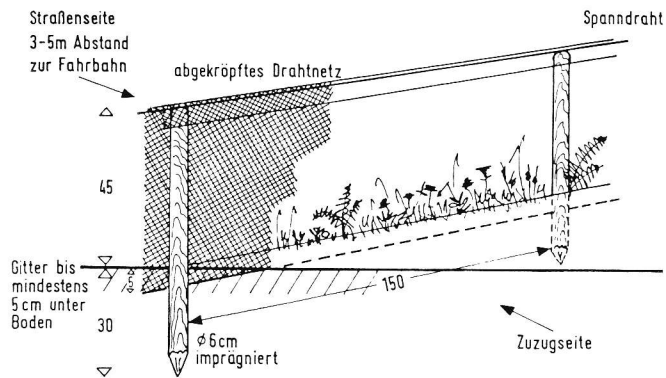 Straßenseite
3-5m Abstand
zur Fahrbahn
Spanndraht
abgekröpftes Drahtnetz
45
Gitter bis
mindestens
5cm unter
Boden
5
30
150
ø6cm
imprägniert
Zuzugseite